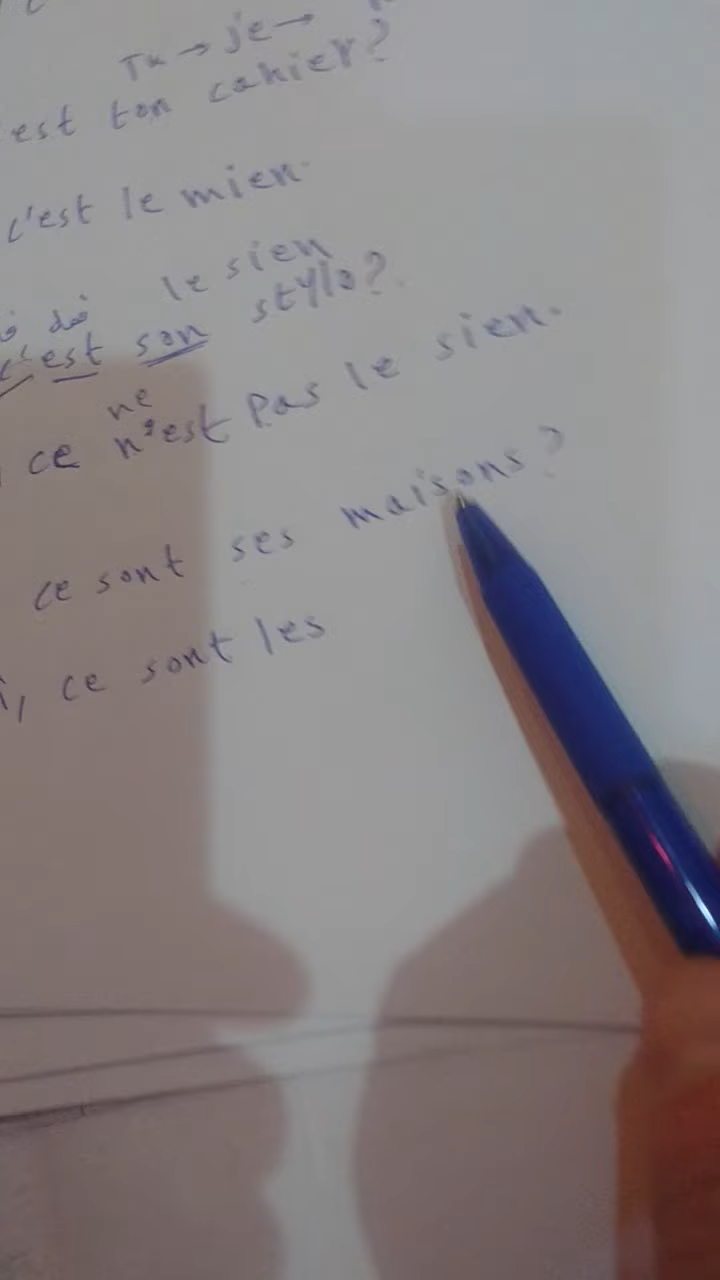 Tu → je →
est ton cahier?
c'est le mien.
le sien
c'est son stylo?
ne
ce n'est pas le sien.
ce sont ses maisons?
, ce sont les